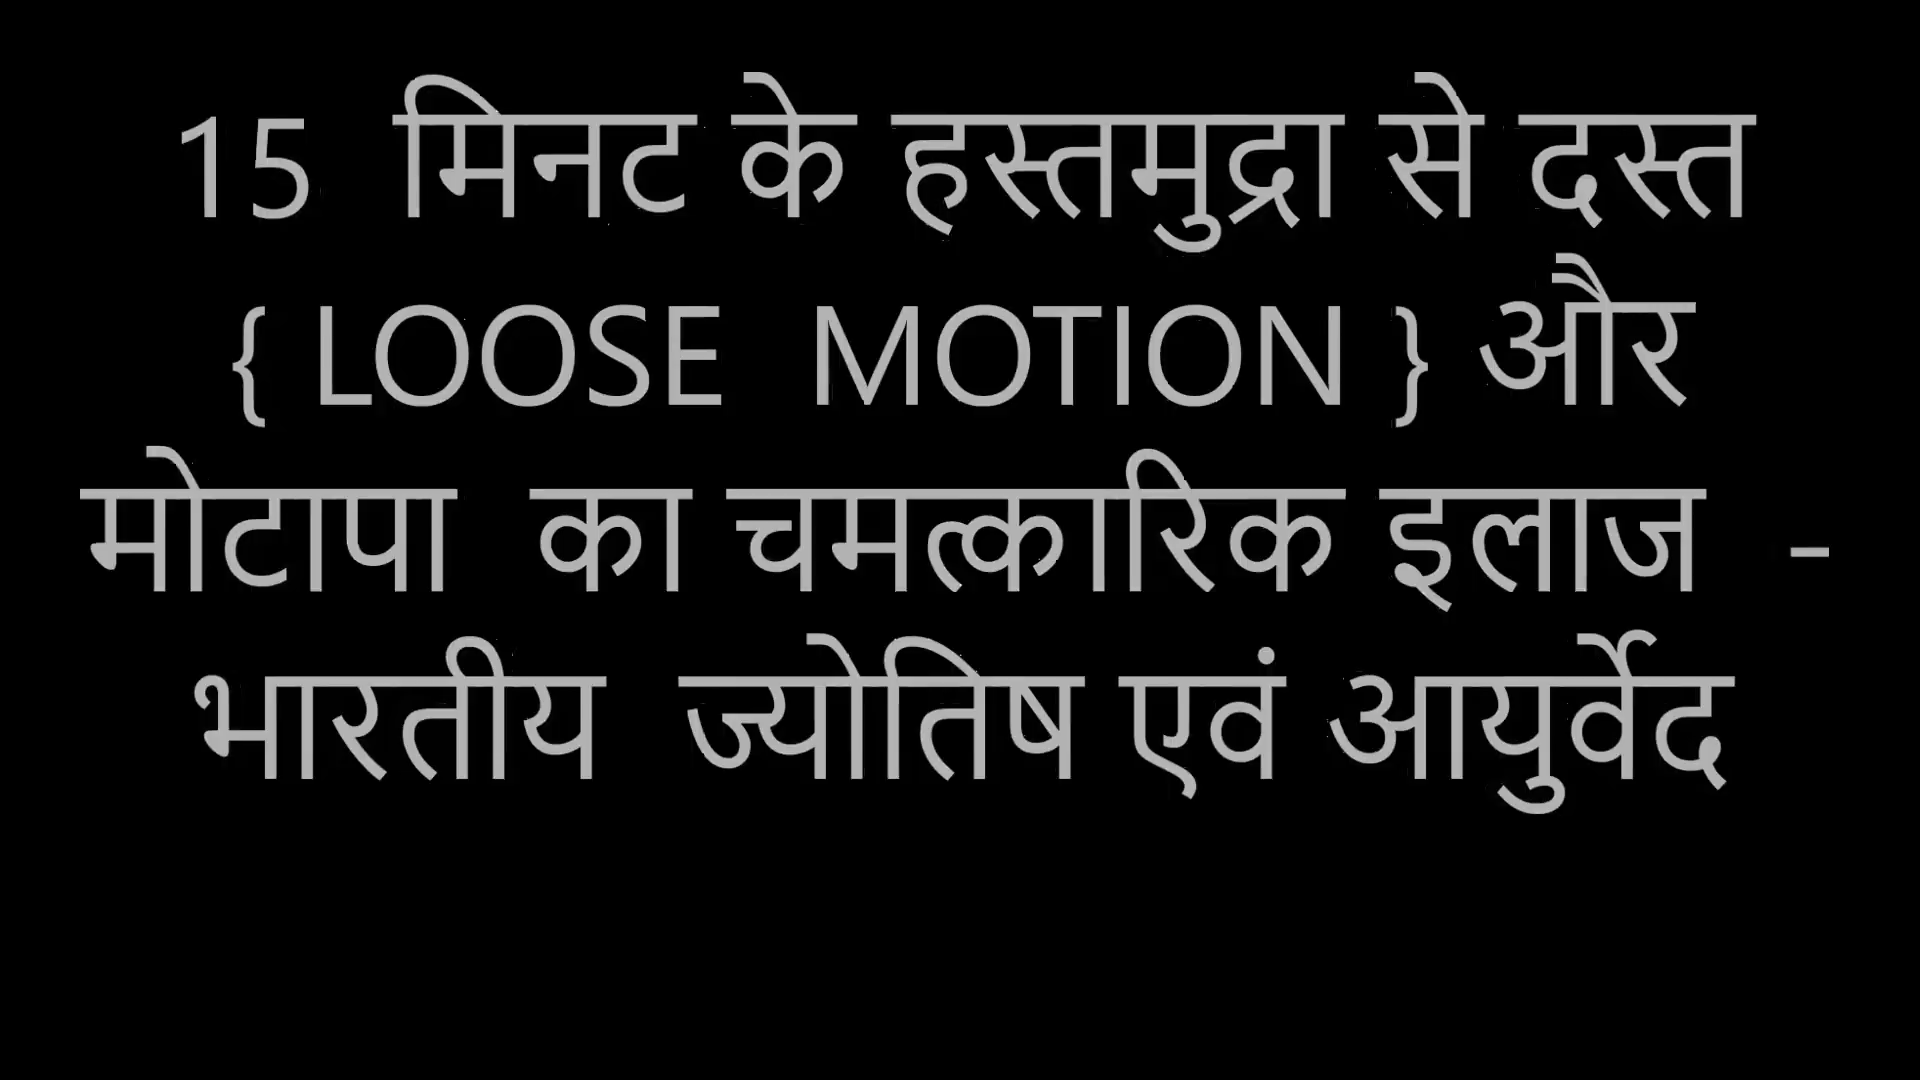 15 मिनट के हस्तमुद्रा से दस्त
{ LOOSE MOTION } और
मोटापा का चमत्कारिक इलाज -
भारतीय ज्योतिष एवं आयुर्वेद